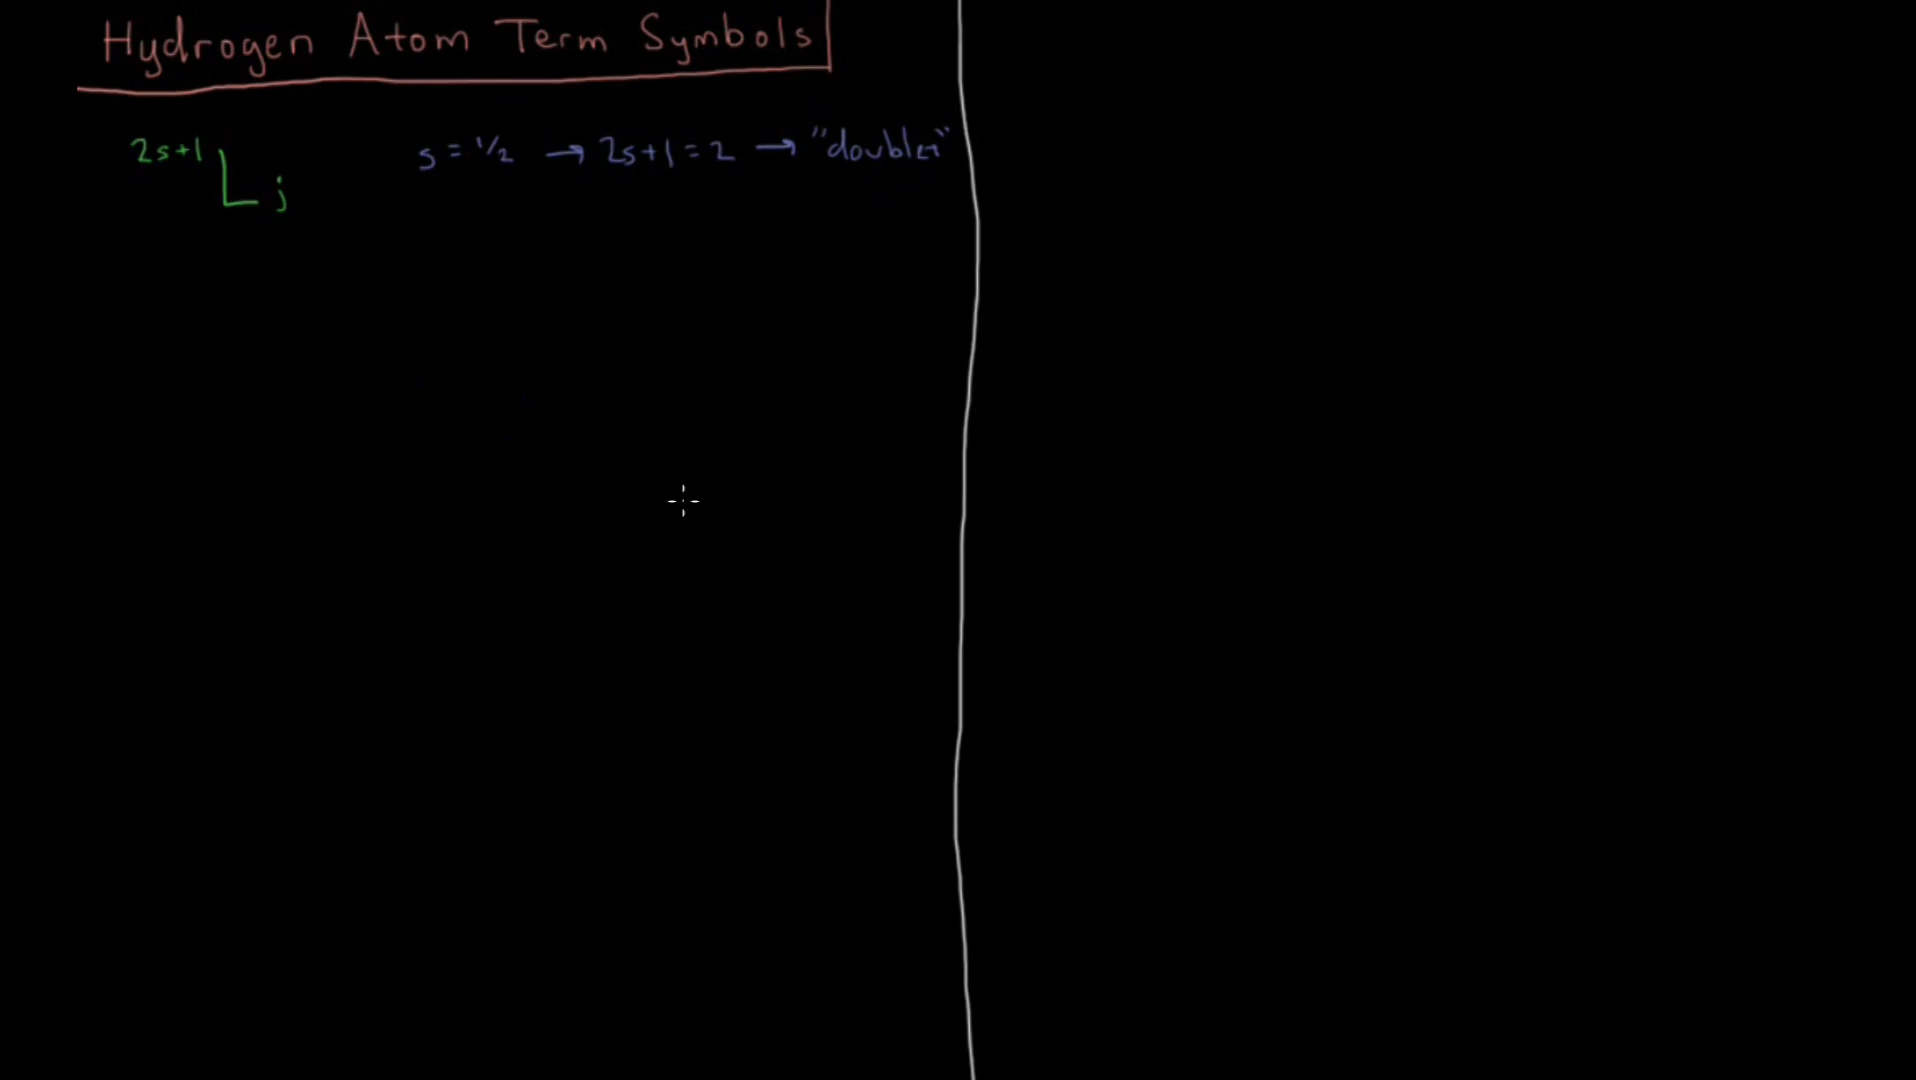 Hydrogen Atom Term Symbols
2s+1 L j
s = 1/2 → 2s+1 = 2 → "doublet"